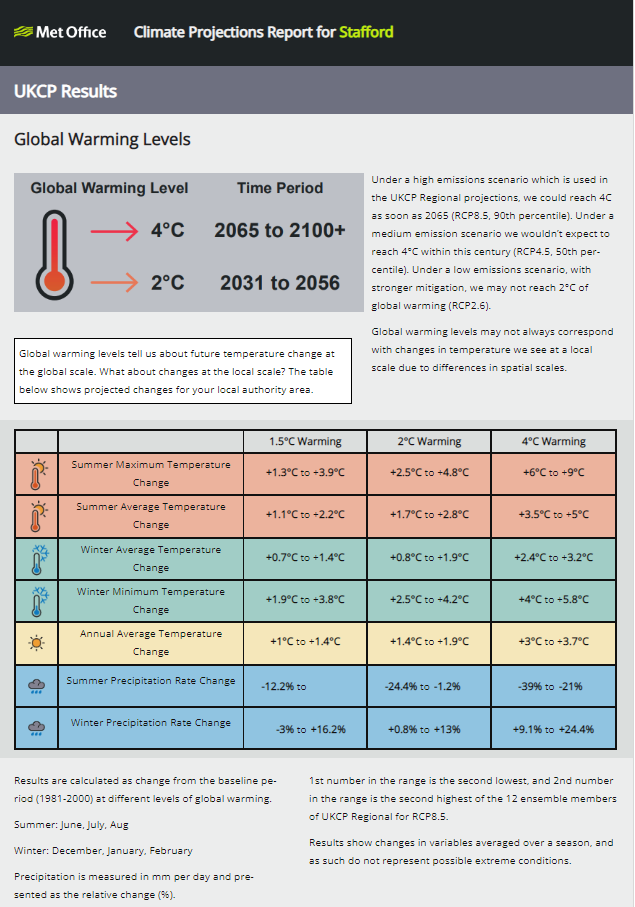 Met Office Climate Projections Report for Stafford
UKCP Results
Global Warming Levels
Global Warming Level Time Period
4°C 2065 to 2100+
2°C 2031 to 2056
Under a high emissions scenario which is used in
the UKCP Regional projections, we could reach 4C
as soon as 2065 (RCP8.5, 90th percentile). Under a
medium emission scenario we wouldn't expect to
reach 4°C within this century (RCP4.5, 50th per-
centile). Under a low emissions scenario, with
stronger mitigation, we may not reach 2°C of
global warming (RCP2.6).
Global warming levels may not always correspond
with changes in temperature we see at a local
scale due to differences in spatial scales.
Global warming levels tell us about future temperature change at
the global scale. What about changes at the local scale? The table
below shows projected changes for your local authority area.
1.5°C Warming 2°C Warming 4°C Warming
Summer Maximum Temperature
Change +1.3°C to +3.9°C +2.5°C to +4.8°C +6°C to +9°C
Summer Average Temperature
Change +1.1°C to +2.2°C +1.7°C to +2.8°C +3.5°C to +5°C
Winter Average Temperature
Change +0.7°C to +1.4°C +0.8°C to +1.9°C +2.4°C to +3.2°C
Winter Minimum Temperature
Change +1.9°C to +3.8°C +2.5°C to +4.2°C +4°C to +5.8°C
Annual Average Temperature
Change +1°C to +1.4°C +1.4°C to +1.9°C +3°C to +3.7°C
Summer Precipitation Rate Change -12.2% to -24.4% to -1.2% -39% to -21%
Winter Precipitation Rate Change -3% to +16.2% +0.8% to +13% +9.1% to +24.4%
Results are calculated as change from the baseline pe-
riod (1981-2000) at different levels of global warming.
Summer: June, July, Aug
Winter: December, January, February
Precipitation is measured in mm per day and pre-
sented as the relative change (%).
1st number in the range is the second lowest, and 2nd number
in the range is the second highest of the 12 ensemble members
of UKCP Regional for RCP8.5.
Results show changes in variables averaged over a season, and
as such do not represent possible extreme conditions.